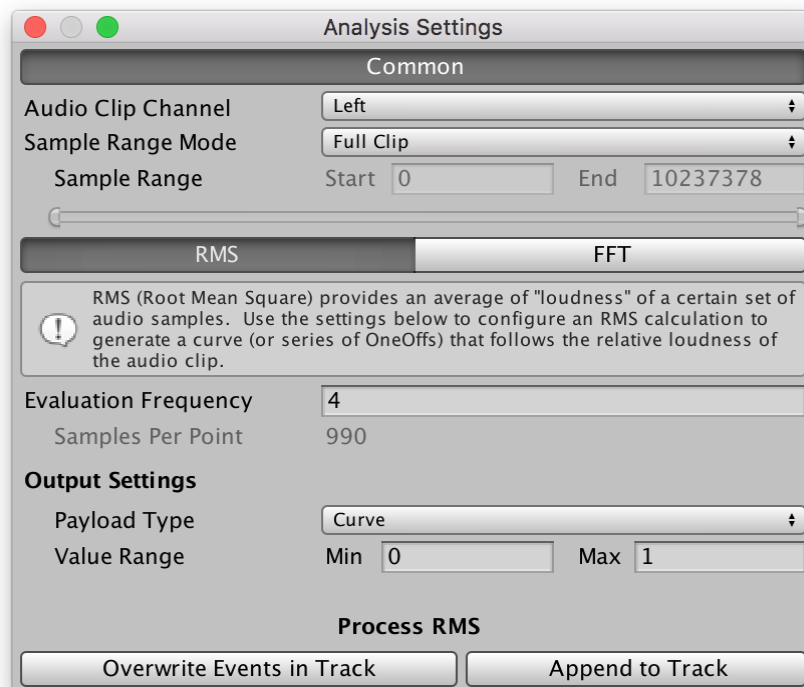 Analysis Settings
Common
Audio Clip Channel Left
Sample Range Mode Full Clip
Sample Range Start 0 End 10237378
RMS FFT
RMS (Root Mean Square) provides an average of "loudness" of a certain set of
audio samples.  Use the settings below to configure an RMS calculation to
generate a curve (or series of OneOffs) that follows the relative loudness of
the audio clip.
Evaluation Frequency 4
Samples Per Point 990
Output Settings
Payload Type Curve
Value Range Min 0 Max 1
Process RMS
Overwrite Events in Track Append to Track